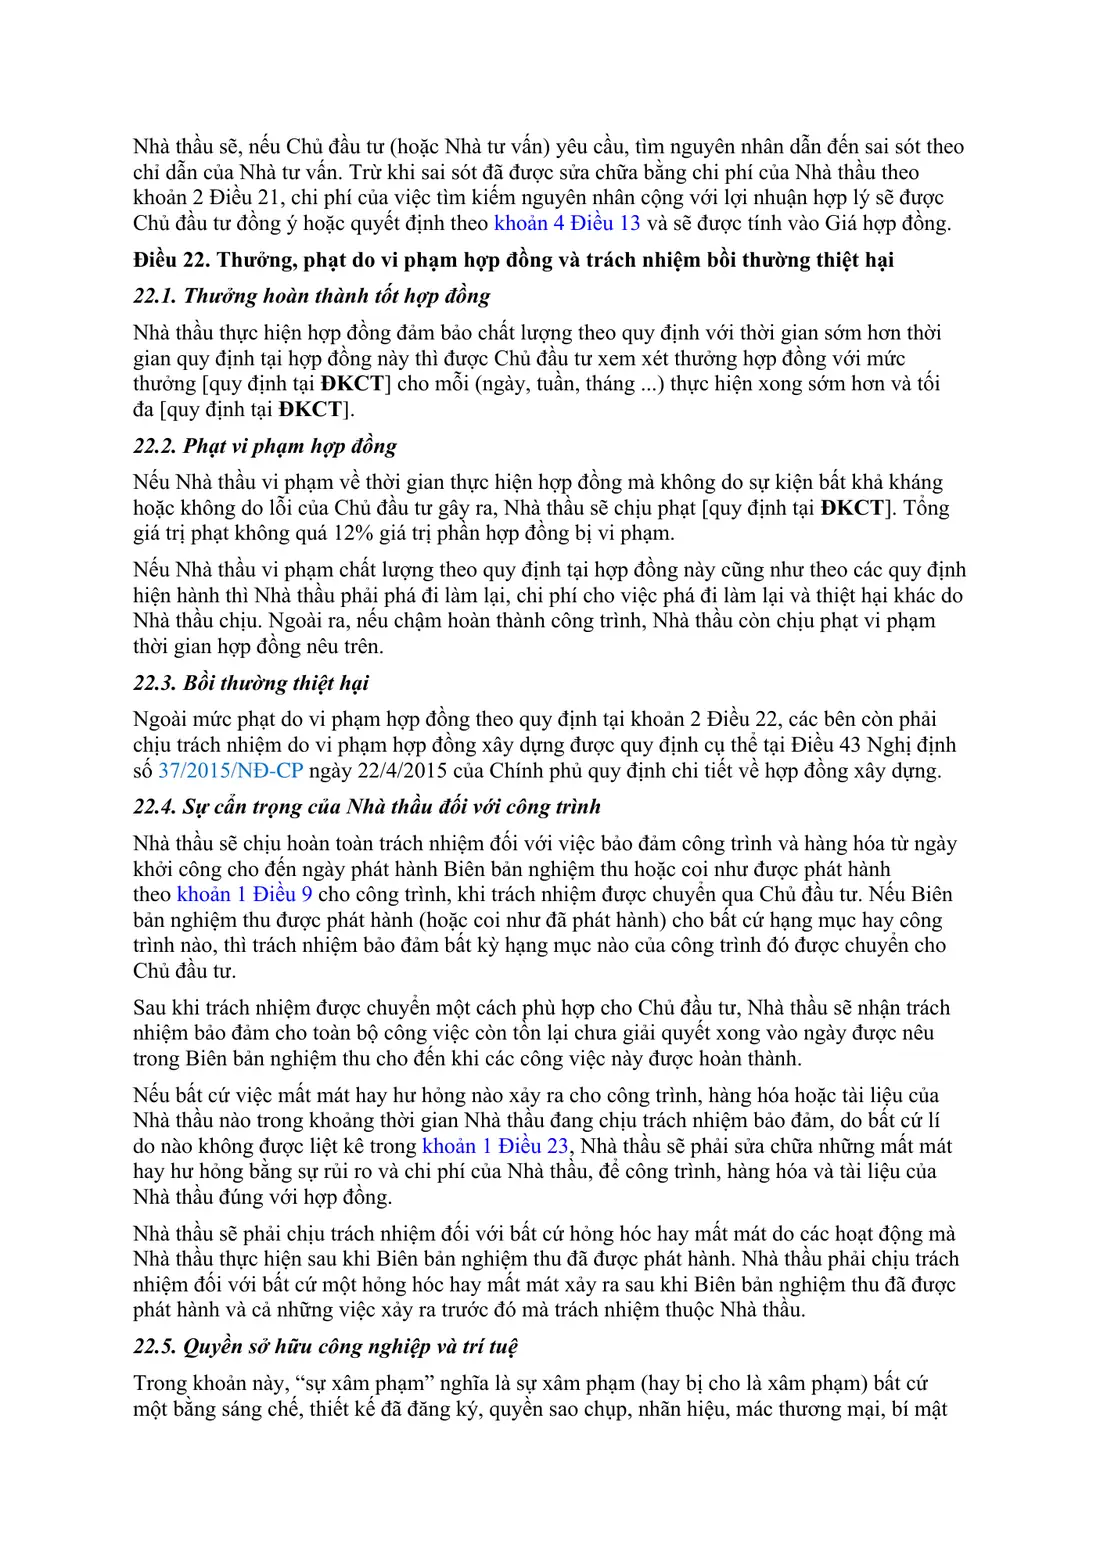 Nhà thầu sẽ, nếu Chủ đầu tư (hoặc Nhà tư vấn) yêu cầu, tìm nguyên nhân dẫn đến sai sót theo
chỉ dẫn của Nhà tư vấn. Trừ khi sai sót đã được sửa chữa bằng chi phí của Nhà thầu theo
khoản 2 Điều 21, chi phí của việc tìm kiếm nguyên nhân cộng với lợi nhuận hợp lý sẽ được
Chủ đầu tư đồng ý hoặc quyết định theo khoản 4 Điều 13 và sẽ được tính vào Giá hợp đồng.
Điều 22. Thưởng, phạt do vi phạm hợp đồng và trách nhiệm bồi thường thiệt hại
22.1. Thưởng hoàn thành tốt hợp đồng
Nhà thầu thực hiện hợp đồng đảm bảo chất lượng theo quy định với thời gian sớm hơn thời
gian quy định tại hợp đồng này thì được Chủ đầu tư xem xét thưởng hợp đồng với mức
thưởng [quy định tại ĐKCT] cho mỗi (ngày, tuần, tháng ...) thực hiện xong sớm hơn và tối
đa [quy định tại ĐKCT].
22.2. Phạt vi phạm hợp đồng
Nếu Nhà thầu vi phạm về thời gian thực hiện hợp đồng mà không do sự kiện bất khả kháng
hoặc không do lỗi của Chủ đầu tư gây ra, Nhà thầu sẽ chịu phạt [quy định tại ĐKCT]. Tổng
giá trị phạt không quá 12% giá trị phần hợp đồng bị vi phạm.
Nếu Nhà thầu vi phạm chất lượng theo quy định tại hợp đồng này cũng như theo các quy định
hiện hành thì Nhà thầu phải phá đi làm lại, chi phí cho việc phá đi làm lại và thiệt hại khác do
Nhà thầu chịu. Ngoài ra, nếu chậm hoàn thành công trình, Nhà thầu còn chịu phạt vi phạm
thời gian hợp đồng nêu trên.
22.3. Bồi thường thiệt hại
Ngoài mức phạt do vi phạm hợp đồng theo quy định tại khoản 2 Điều 22, các bên còn phải
chịu trách nhiệm do vi phạm hợp đồng xây dựng được quy định cụ thể tại Điều 43 Nghị định
số 37/2015/NĐ-CP ngày 22/4/2015 của Chính phủ quy định chi tiết về hợp đồng xây dựng.
22.4. Sự cẩn trọng của Nhà thầu đối với công trình
Nhà thầu sẽ chịu hoàn toàn trách nhiệm đối với việc bảo đảm công trình và hàng hóa từ ngày
khởi công cho đến ngày phát hành Biên bản nghiệm thu hoặc coi như được phát hành
theo khoản 1 Điều 9 cho công trình, khi trách nhiệm được chuyển qua Chủ đầu tư. Nếu Biên
bản nghiệm thu được phát hành (hoặc coi như đã phát hành) cho bất cứ hạng mục hay công
trình nào, thì trách nhiệm bảo đảm bất kỳ hạng mục nào của công trình đó được chuyển cho
Chủ đầu tư.
Sau khi trách nhiệm được chuyển một cách phù hợp cho Chủ đầu tư, Nhà thầu sẽ nhận trách
nhiệm bảo đảm cho toàn bộ công việc còn tồn lại chưa giải quyết xong vào ngày được nêu
trong Biên bản nghiệm thu cho đến khi các công việc này được hoàn thành.
Nếu bất cứ việc mất mát hay hư hỏng nào xảy ra cho công trình, hàng hóa hoặc tài liệu của
Nhà thầu nào trong khoảng thời gian Nhà thầu đang chịu trách nhiệm bảo đảm, do bất cứ lí
do nào không được liệt kê trong khoản 1 Điều 23, Nhà thầu sẽ phải sửa chữa những mất mát
hay hư hỏng bằng sự rủi ro và chi phí của Nhà thầu, để công trình, hàng hóa và tài liệu của
Nhà thầu đúng với hợp đồng.
Nhà thầu sẽ phải chịu trách nhiệm đối với bất cứ hỏng hóc hay mất mát do các hoạt động mà
Nhà thầu thực hiện sau khi Biên bản nghiệm thu đã được phát hành. Nhà thầu phải chịu trách
nhiệm đối với bất cứ một hỏng hóc hay mất mát xảy ra sau khi Biên bản nghiệm thu đã được
phát hành và cả những việc xảy ra trước đó mà trách nhiệm thuộc Nhà thầu.
22.5. Quyền sở hữu công nghiệp và trí tuệ
Trong khoản này, “sự xâm phạm” nghĩa là sự xâm phạm (hay bị cho là xâm phạm) bất cứ
một bằng sáng chế, thiết kế đã đăng ký, quyền sao chụp, nhãn hiệu, mác thương mại, bí mật